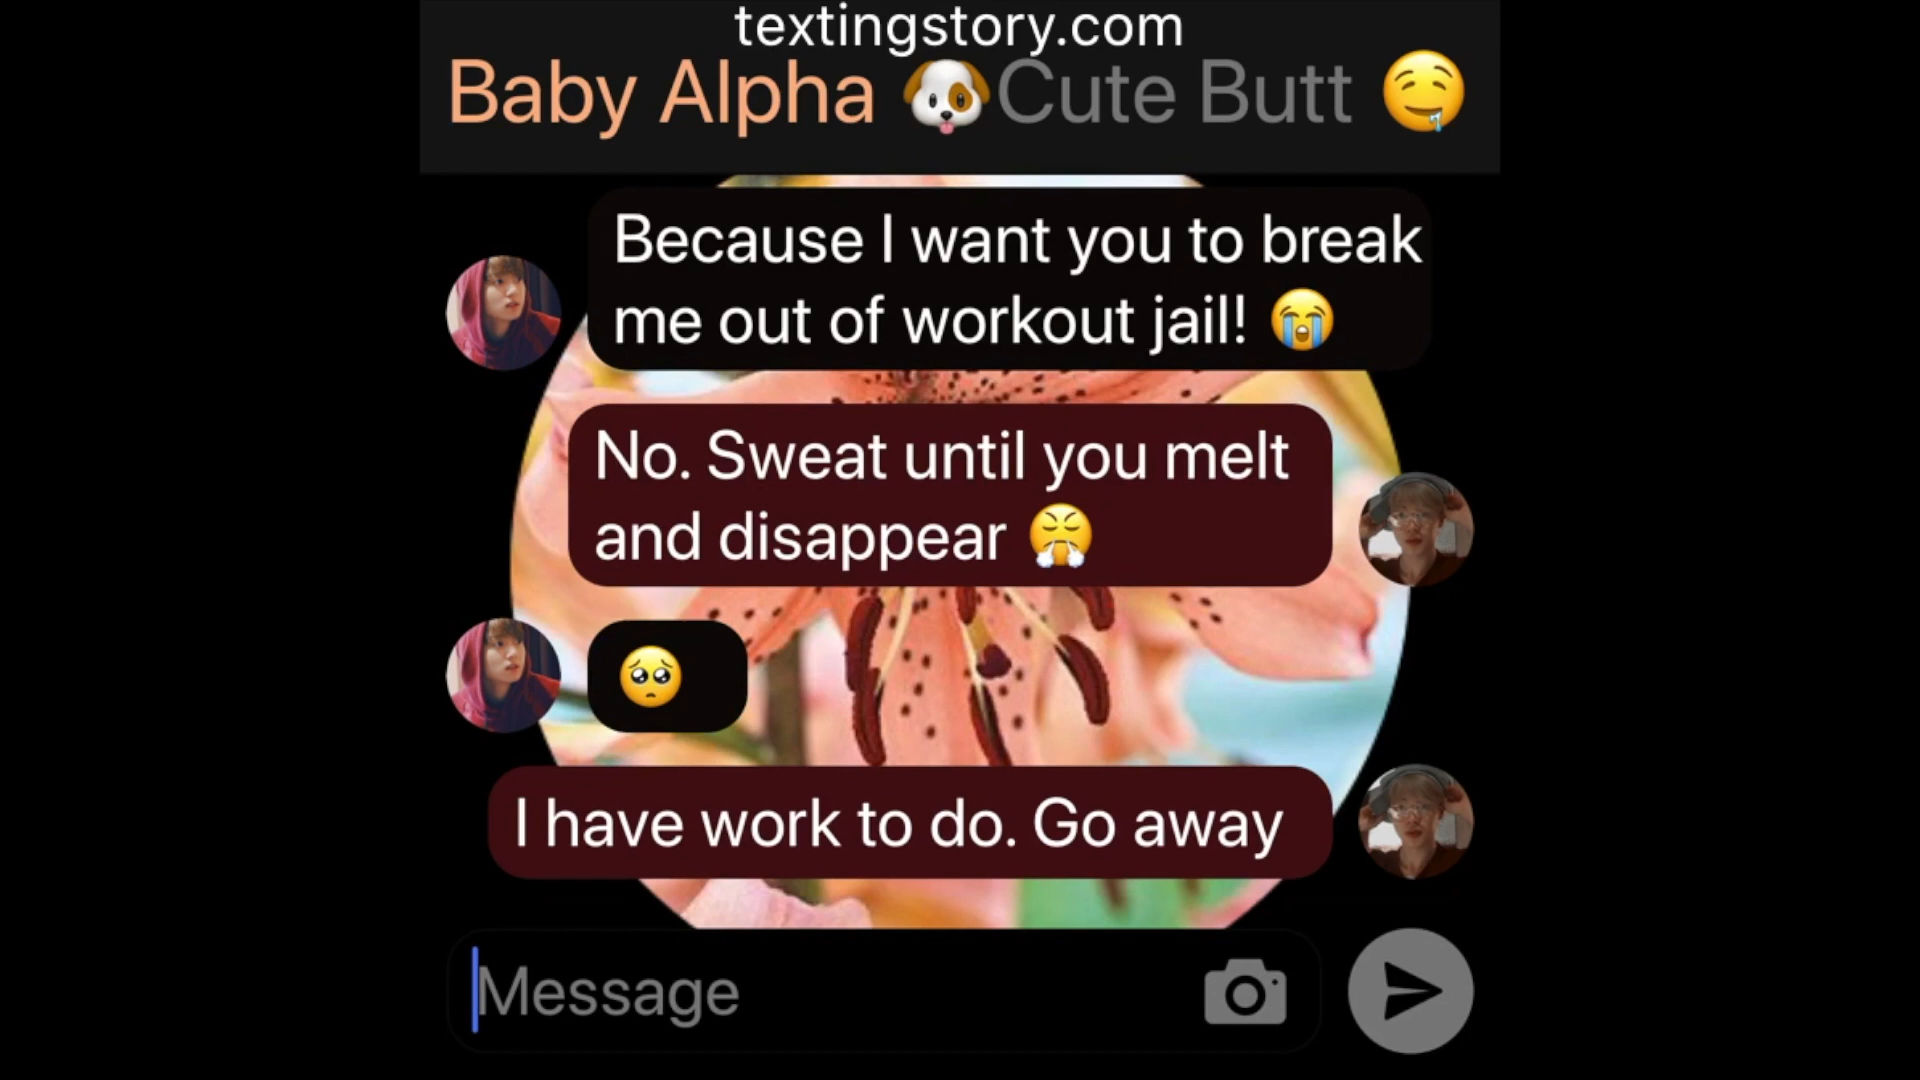 textingstory.com
Baby Alpha 🐶 Cute Butt 🤤
Because I want you to break
me out of workout jail! 😭
No. Sweat until you melt
and disappear 😤
🥺
I have work to do. Go away
Message